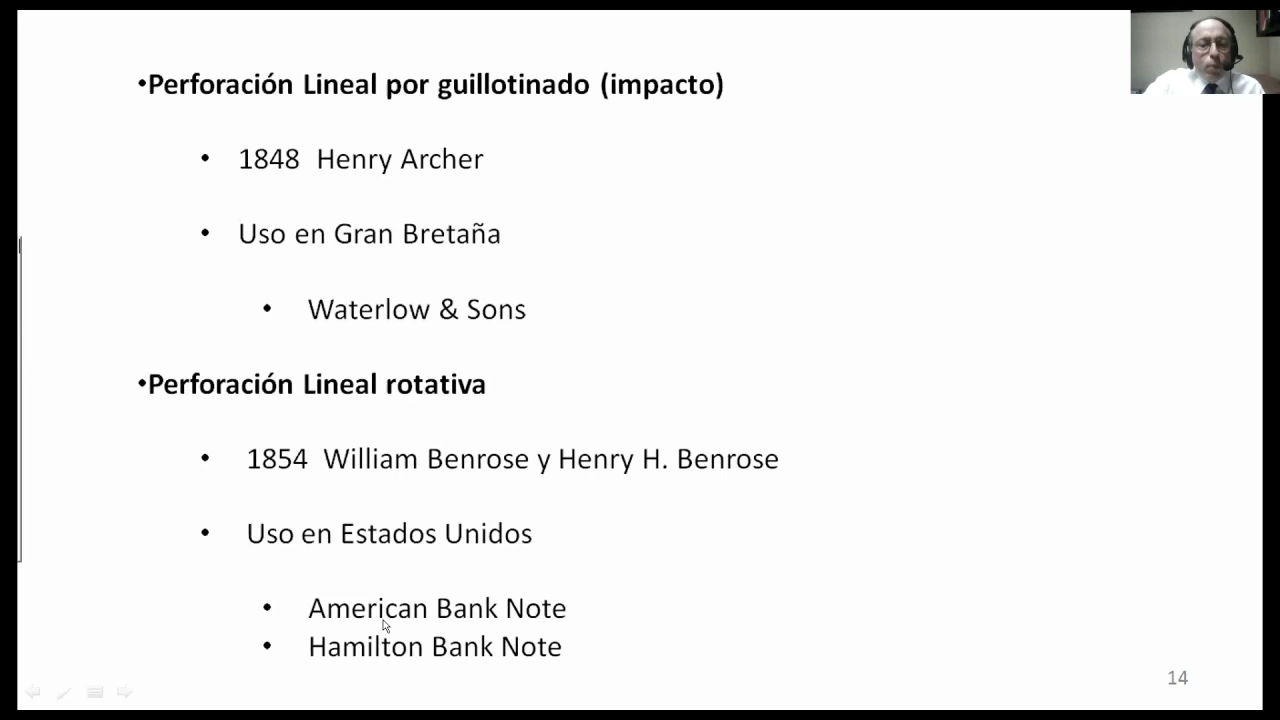 •Perforación Lineal por guillotinado (impacto)
• 1848 Henry Archer
• Uso en Gran Bretaña
• Waterlow & Sons
•Perforación Lineal rotativa
• 1854 William Benrose y Henry H. Benrose
• Uso en Estados Unidos
• American Bank Note
• Hamilton Bank Note
14